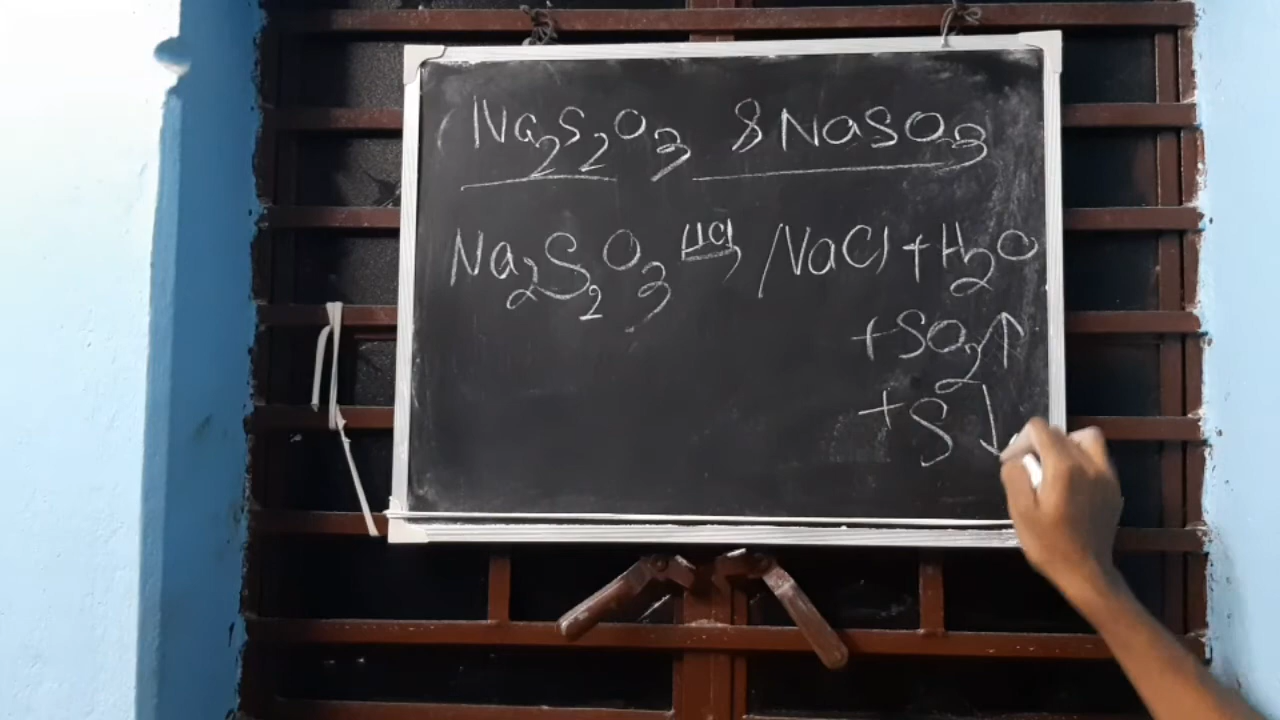 Na₂S₂O₃ & NaSO₃
Na₂S₂O₃ HCl→ NaCl + H₂O
+ SO₂↑
+ S↓